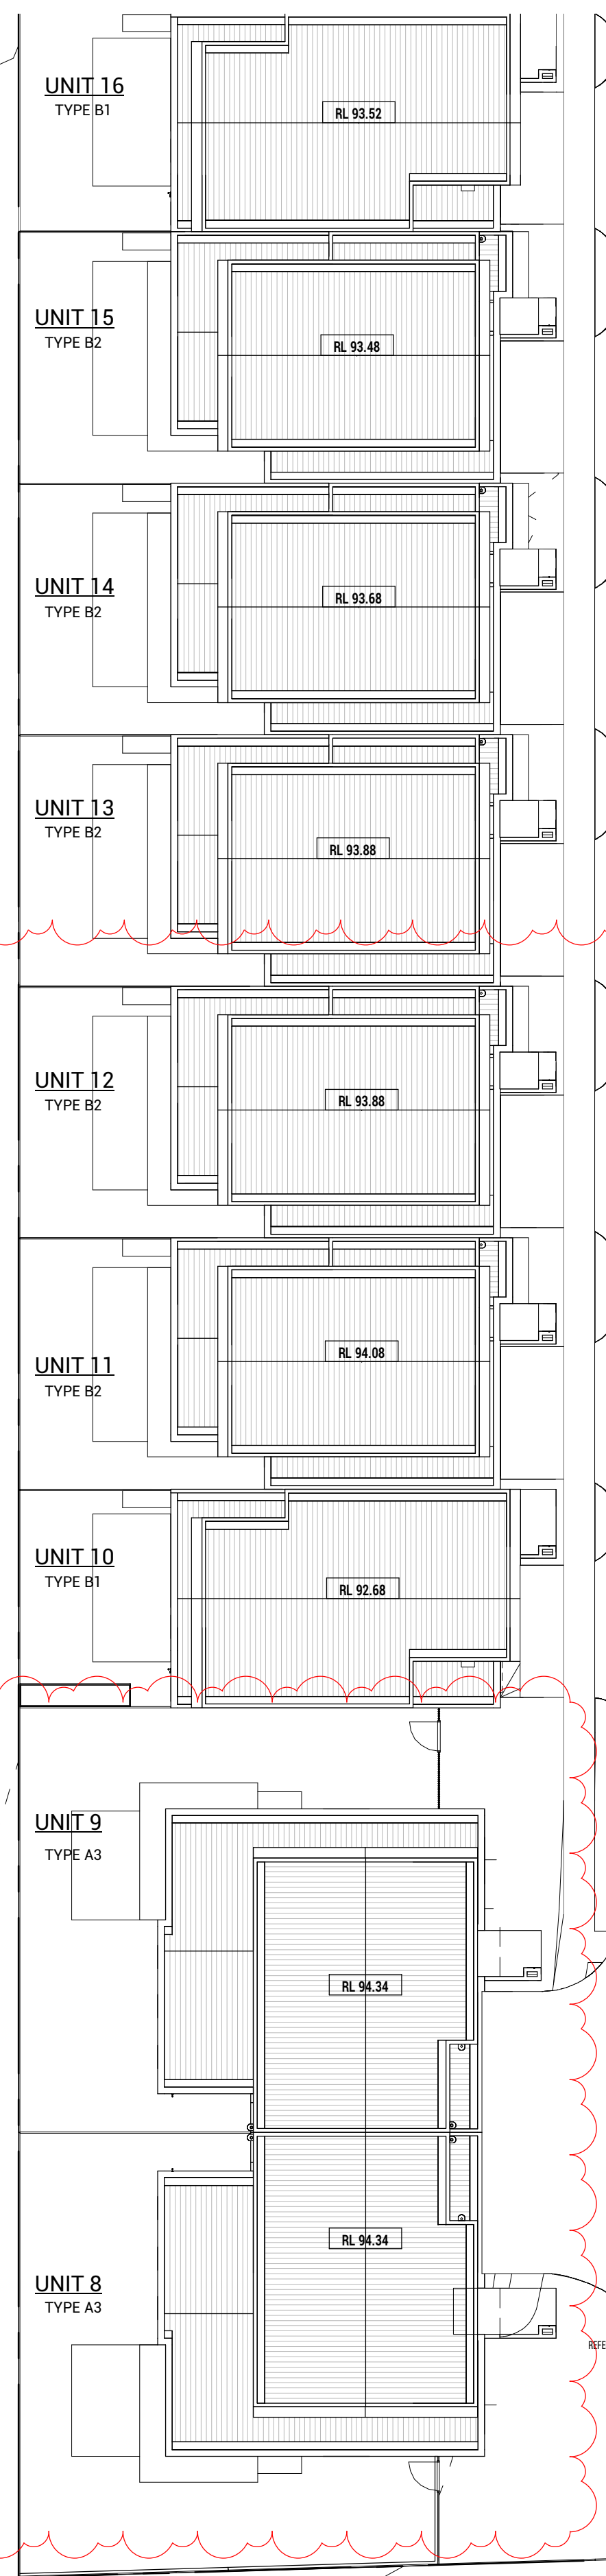 UNIT 16
TYPE B1
RL 93.52
UNIT 15
TYPE B2
RL 93.48
UNIT 14
TYPE B2
RL 93.68
UNIT 13
TYPE B2
RL 93.88
UNIT 12
TYPE B2
RL 93.88
UNIT 11
TYPE B2
RL 94.08
UNIT 10
TYPE B1
RL 92.68
UNIT 9
TYPE A3
RL 94.34
RL 94.34
UNIT 8
TYPE A3
REFE